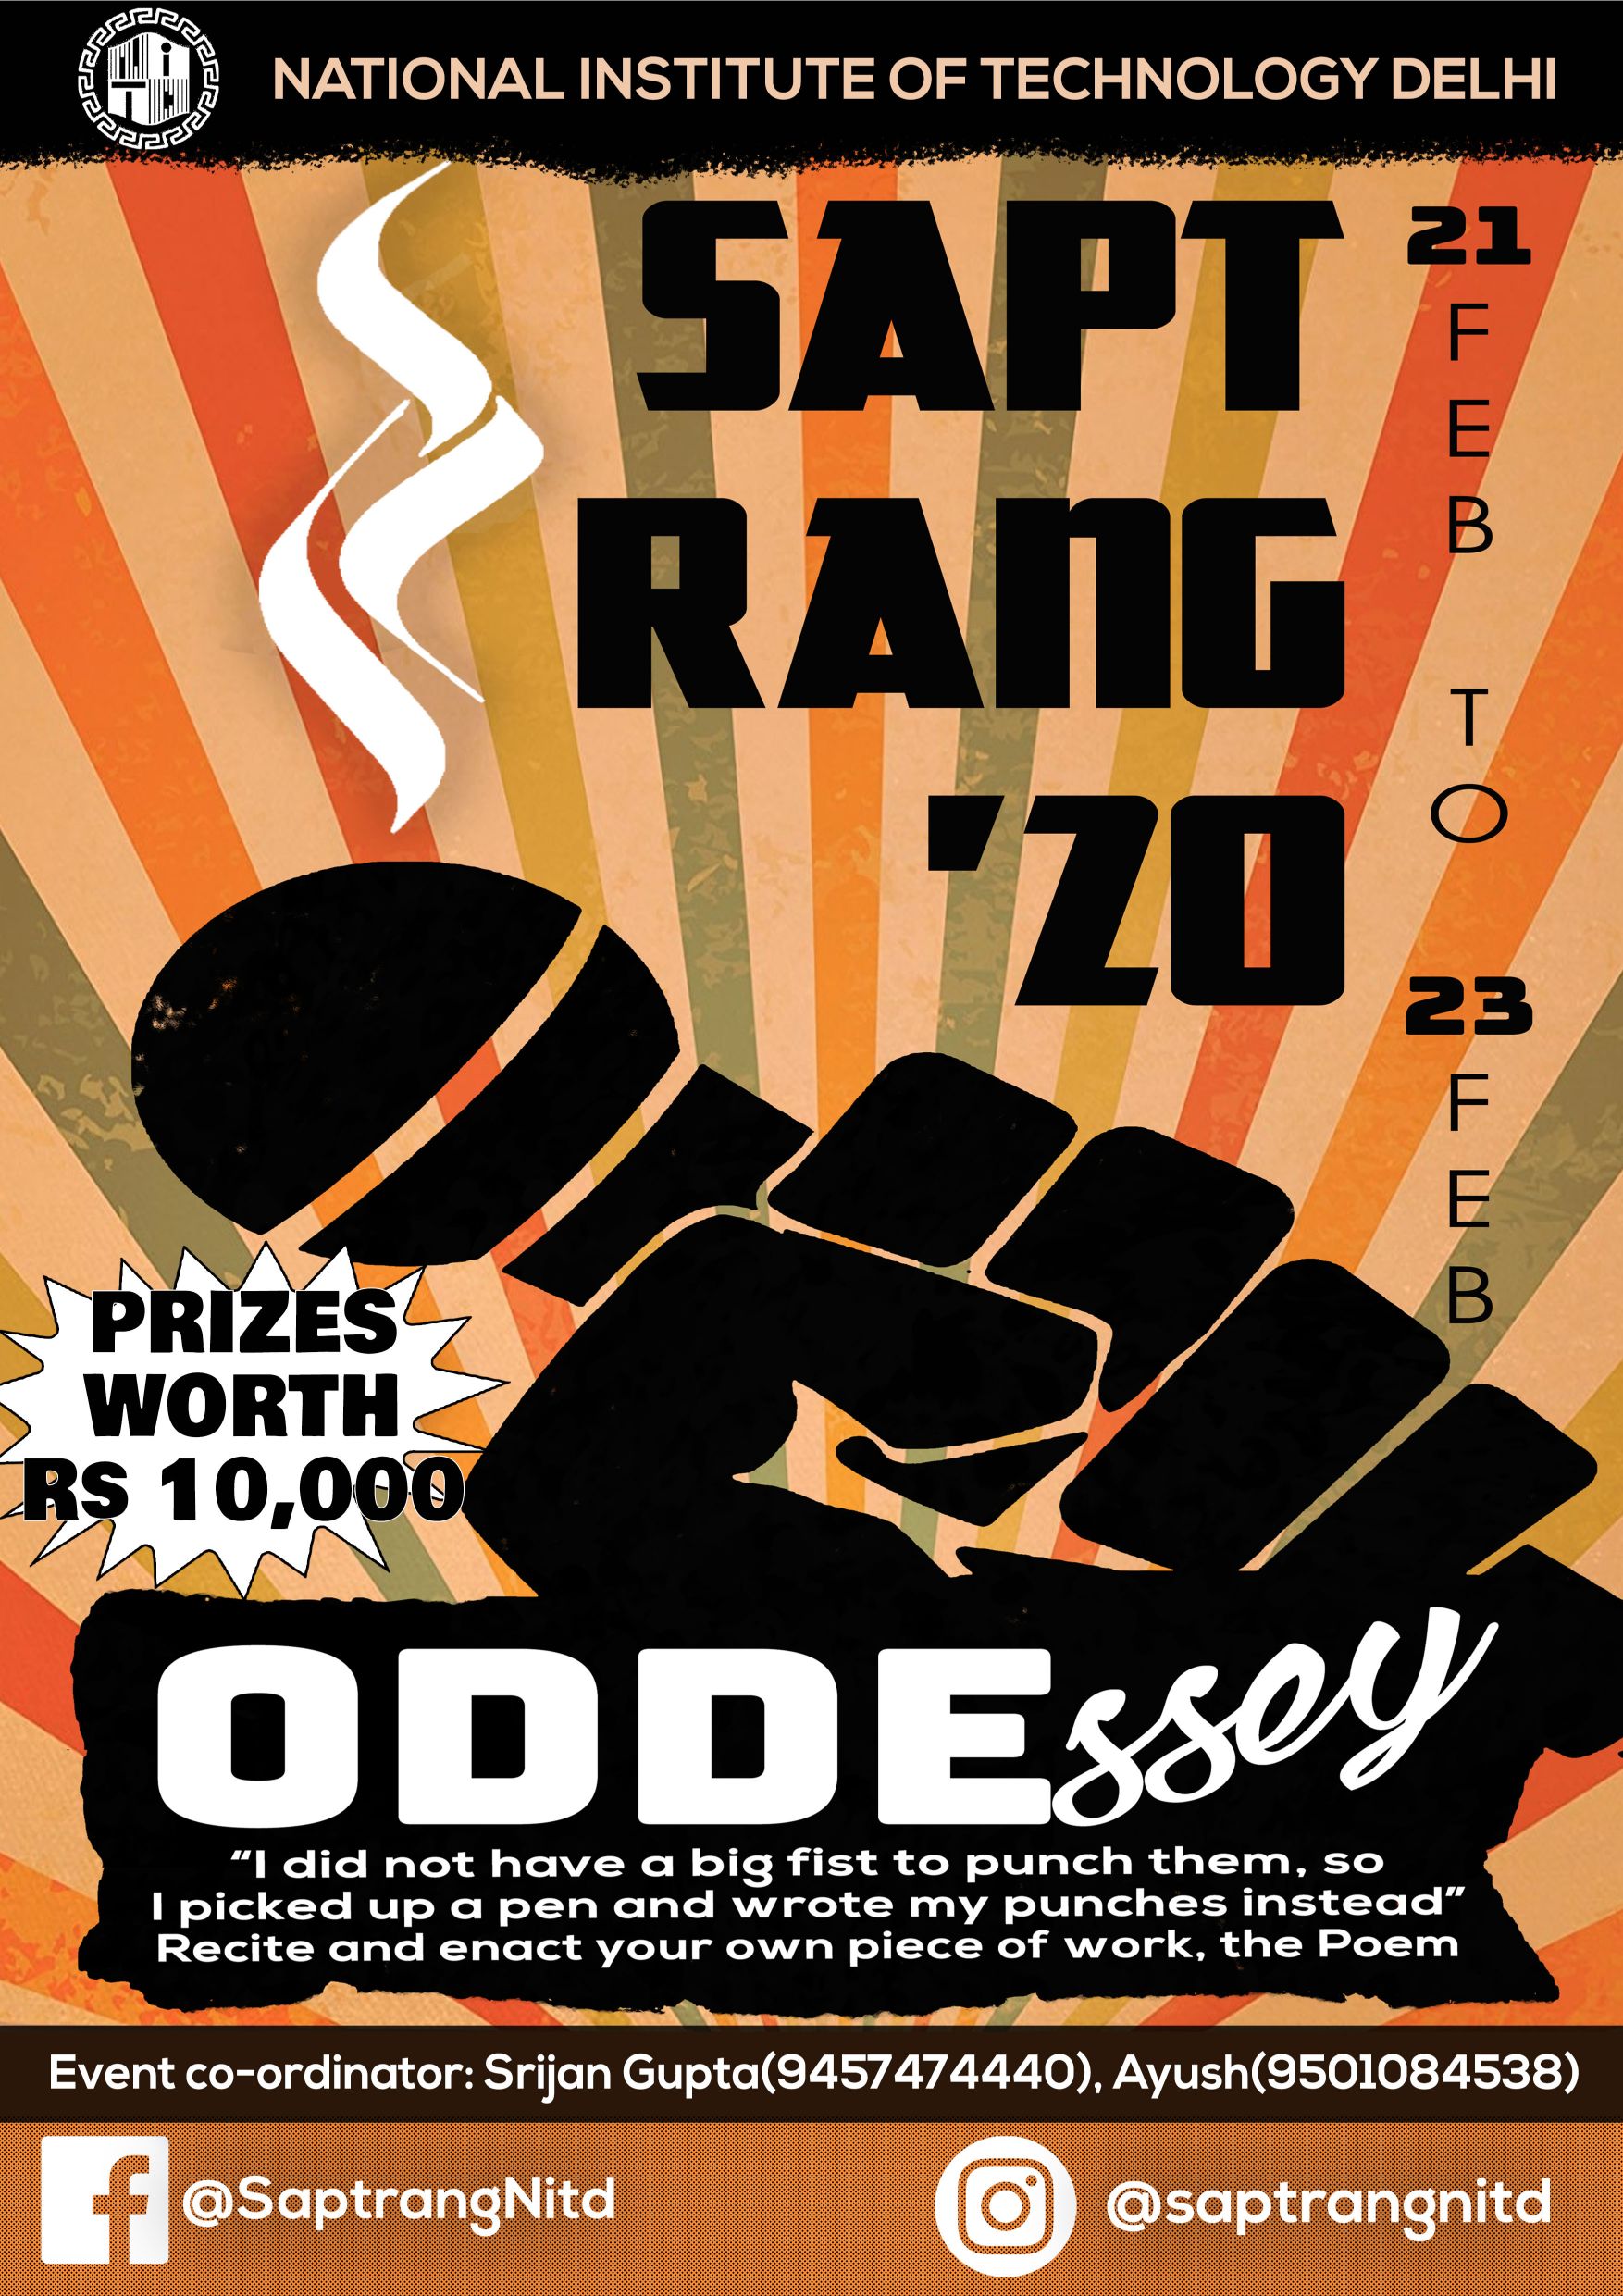 NATIONAL INSTITUTE OF TECHNOLOGY DELHI
SAPT
RANG
'20
21
FEB
TO
23
FEB
PRIZES
WORTH
RS 10,000
ODDEssey
“I did not have a big fist to punch them, so
I picked up a pen and wrote my punches instead”
Recite and enact your own piece of work, the Poem
Event co-ordinator: Srijan Gupta(9457474440), Ayush(9501084538)
@SaptrangNitd
@saptrangnitd